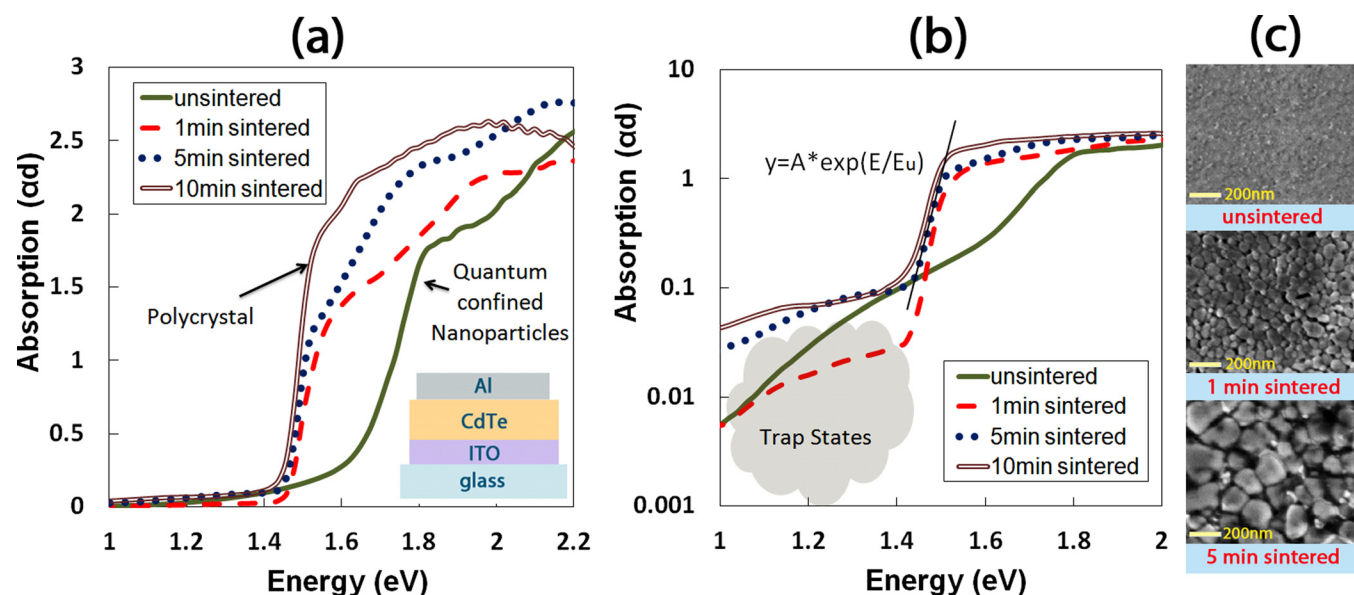 (a)
3
2.5
2
1.5
1
0.5
0
Absorption (αd)
unsintered
1min sintered
5min sintered
10min sintered
Polycrystal
Quantum
confined
Nanoparticles
Al
CdTe
ITO
glass
1 1.2 1.4 1.6 1.8 2 2.2
Energy (eV)
(b)
10
1
0.1
0.01
0.001
Absorption (αd)
y=A*exp(E/Eu)
Trap States
unsintered
1min sintered
5min sintered
10min sintered
1 1.2 1.4 1.6 1.8 2
Energy (eV)
(c)
200nm
unsintered
200nm
1 min sintered
200nm
5 min sintered